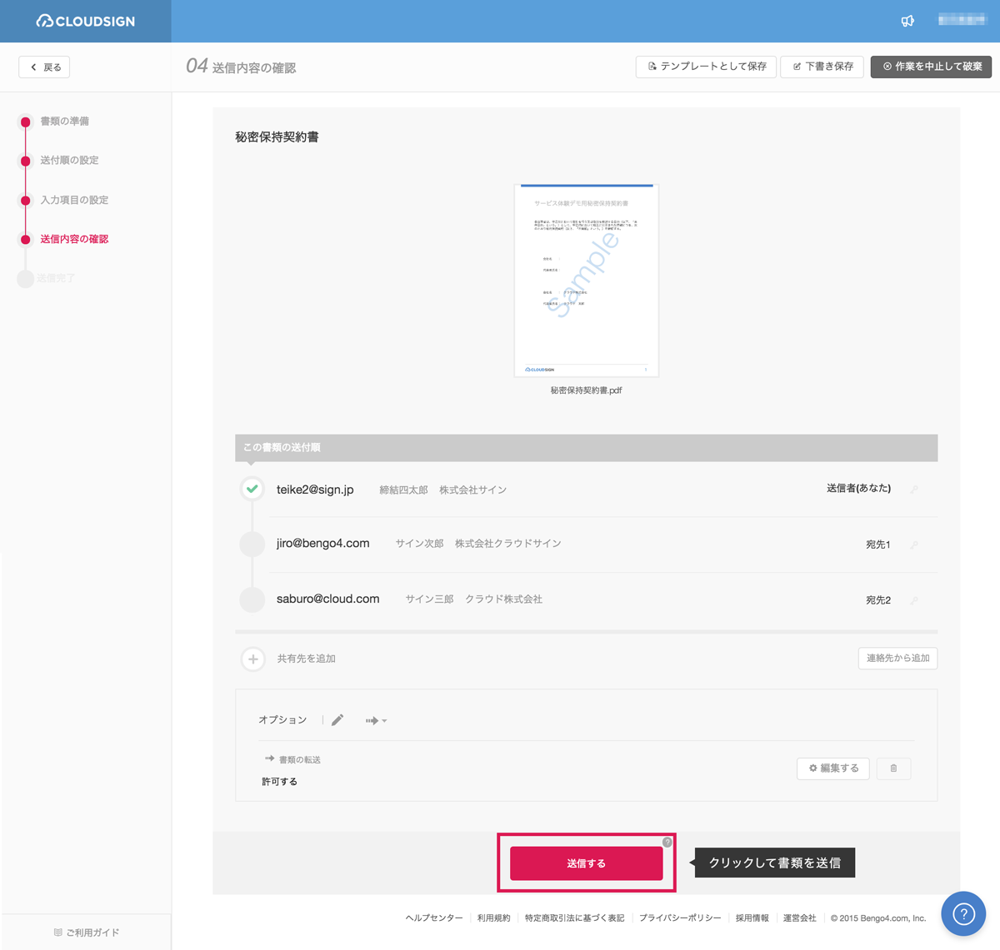 CLOUDSIGN
戻る
04 送信内容の確認
テンプレートとして保存
下書き保存
作業を中止して破棄
書類の準備
送付順の設定
入力項目の設定
送信内容の確認
送信完了
秘密保持契約書
サービス体験デモ用秘密保持契約書
Sample
CLOUDSIGN
1
秘密保持契約書.pdf
この書類の送付順
teike2@sign.jp 締結四太郎 株式会社サイン 送信者(あなた)
jiro@bengo4.com サイン次郎 株式会社クラウドサイン 宛先1
saburo@cloud.com サイン三郎 クラウド株式会社 宛先2
共有先を追加
連絡先から追加
オプション
書類の転送
許可する
編集する
送信する
?
クリックして書類を送信
ヘルプセンター 利用規約 特定商取引法に基づく表記 プライバシーポリシー 採用情報 運営会社 © 2015 Bengo4.com, Inc.
?
ご利用ガイド